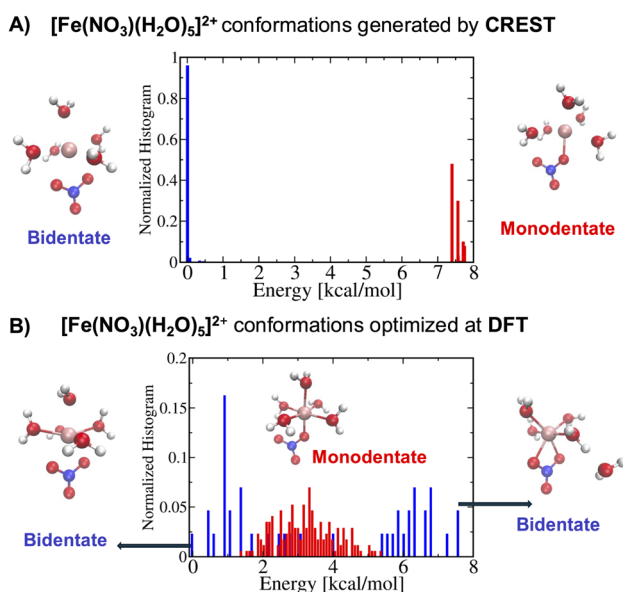 A) [Fe(NO₃)(H₂O)₅]²⁺ conformations generated by CREST
Normalized Histogram
1
0.8
0.6
0.4
0.2
0
0 1 2 3 4 5 6 7 8
Energy [kcal/mol]
Bidentate
Monodentate
B) [Fe(NO₃)(H₂O)₅]²⁺ conformations optimized at DFT
Normalized Histogram
0.2
0.15
0.1
0.05
0
0 2 4 6 8
Energy [kcal/mol]
Monodentate
Bidentate
Bidentate